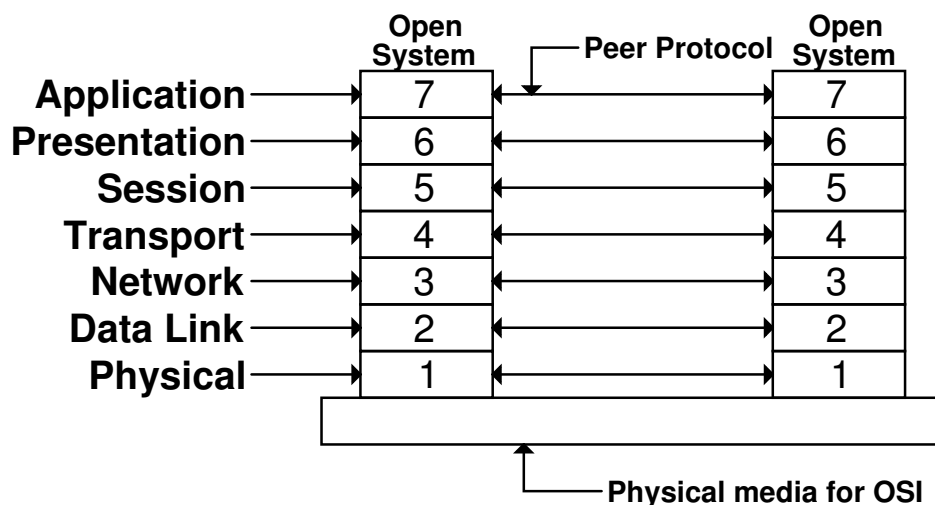 Open
System
Peer Protocol
Open
System
Application
7
7
Presentation
6
6
Session
5
5
Transport
4
4
Network
3
3
Data Link
2
2
Physical
1
1
Physical media for OSI